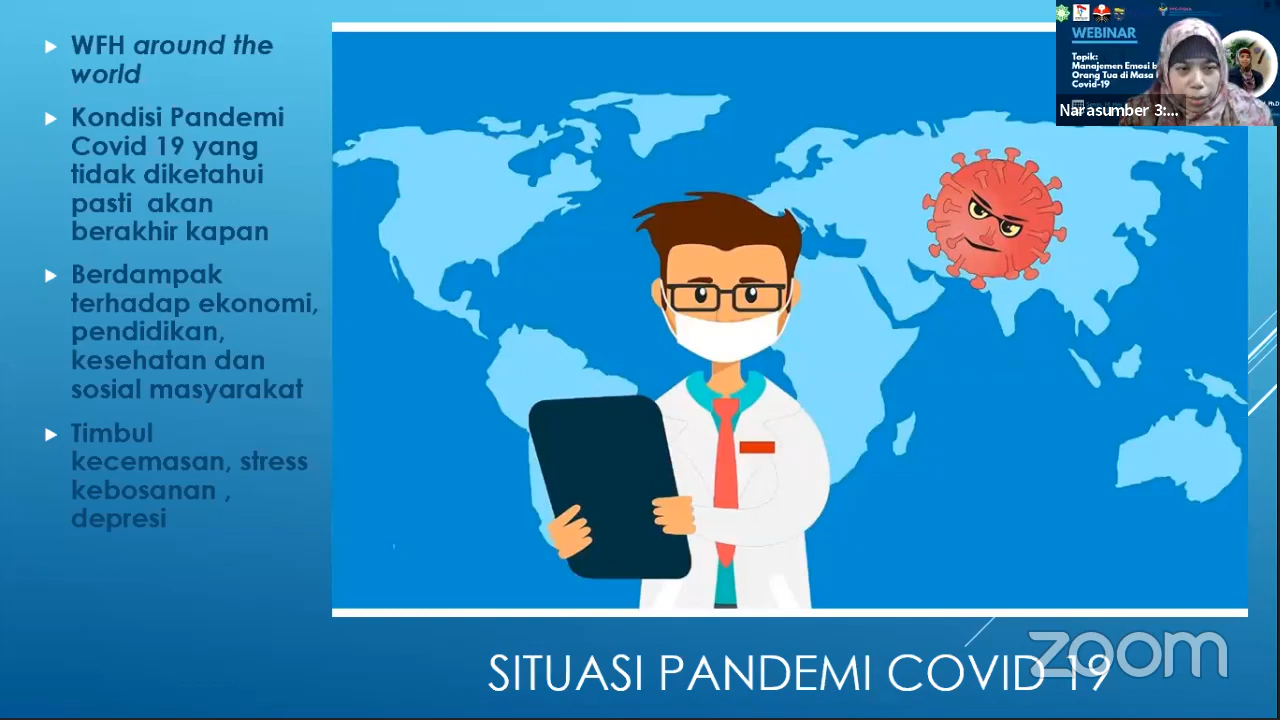 WFH around the
world
Kondisi Pandemi
Covid 19 yang
tidak diketahui
pasti akan
berakhir kapan
Berdampak
terhadap ekonomi,
pendidikan,
kesehatan dan
sosial masyarakat
Timbul
kecemasan, stress
kebosanan ,
depresi
WEBINAR
Topik:
Manajemen Emosi b
Orang Tua di Masa
Covid-19
Narasumber 3:...
SITUASI PANDEMI COVID 19
zoom